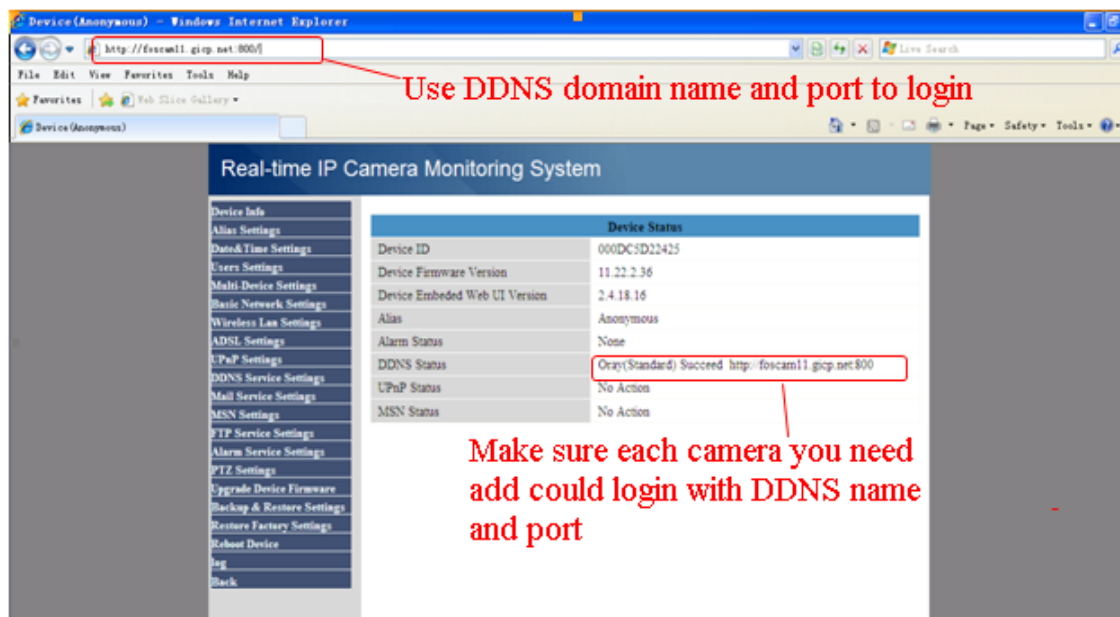 Device(Anonymous) - Windows Internet Explorer
http://foscam11.gicp.net:800/
Live Search
File Edit View Favorites Tools Help
Use DDNS domain name and port to login
Favorites Web Slice Gallery
Device(Anonymous)
Page Safety Tools
Real-time IP Camera Monitoring System
Device Info
Alias Settings
Date&Time Settings
Users Settings
Multi-Device Settings
Basic Network Settings
Wireless Lan Settings
ADSL Settings
UPnP Settings
DDNS Service Settings
Mail Service Settings
MSN Settings
FTP Service Settings
Alarm Service Settings
PTZ Settings
Upgrade Device Firmware
Backup & Restore Settings
Restore Factory Settings
Reboot Device
log
Back
Device Status
Device ID 000DC5D22425
Device Firmware Version 11.22.2.36
Device Embeded Web UI Version 2.4.18.16
Alias Anonymous
Alarm Status None
DDNS Status Oray(Standard) Succeed http://foscam11.gicp.net:800
UPnP Status No Action
MSN Status No Action
Make sure each camera you need
add could login with DDNS name
and port